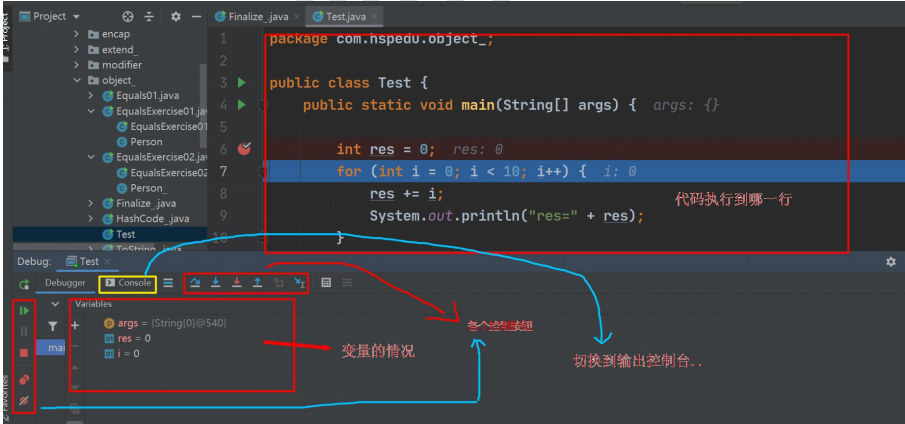 Project
Finalize_.java
Test.java
encap
extend_
modifier
object_
Equals01.java
EqualsExercise01.jav
EqualsExercise01
Person
EqualsExercise02.jav
EqualsExercise02
Person_
Finalize_.java
HashCode_.java
Test
ToString_.java
1: Project
1 package com.hspedu.object_;
2
3 public class Test {
4 public static void main(String[] args) { args: {}
5
6 int res = 0; res: 0
7 for (int i = 0; i < 10; i++) { i: 0
8 res += i;
9 System.out.println("res=" + res);
10 }
代码执行到哪一行
Debug: Test
Debugger Console
Variables
args = {String[0]@540}
res = 0
i = 0
mai
变量的情况
各个控制按钮
切换到输出控制台..
2: Favorites